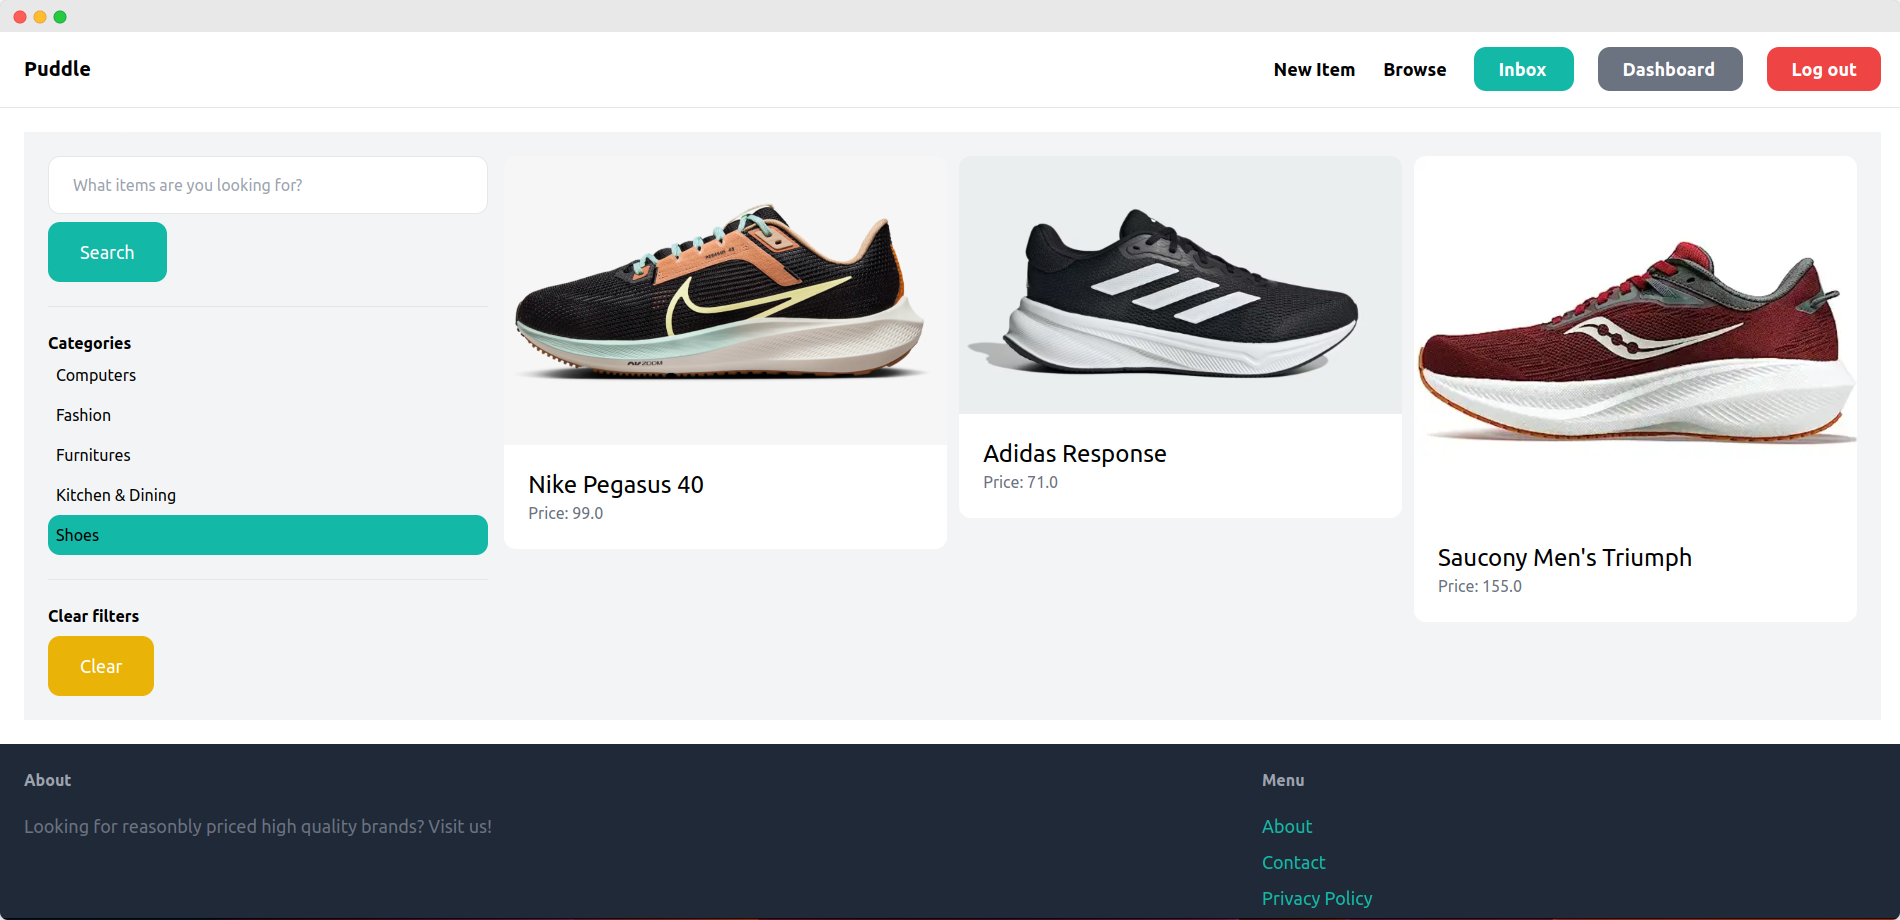 Puddle
New Item
Browse
Inbox
Dashboard
Log out
What items are you looking for?
Search
Categories
Computers
Fashion
Furnitures
Kitchen & Dining
Shoes
Clear filters
Clear
Nike Pegasus 40
Price: 99.0
Adidas Response
Price: 71.0
Saucony Men's Triumph
Price: 155.0
About
Looking for reasonbly priced high quality brands? Visit us!
Menu
About
Contact
Privacy Policy